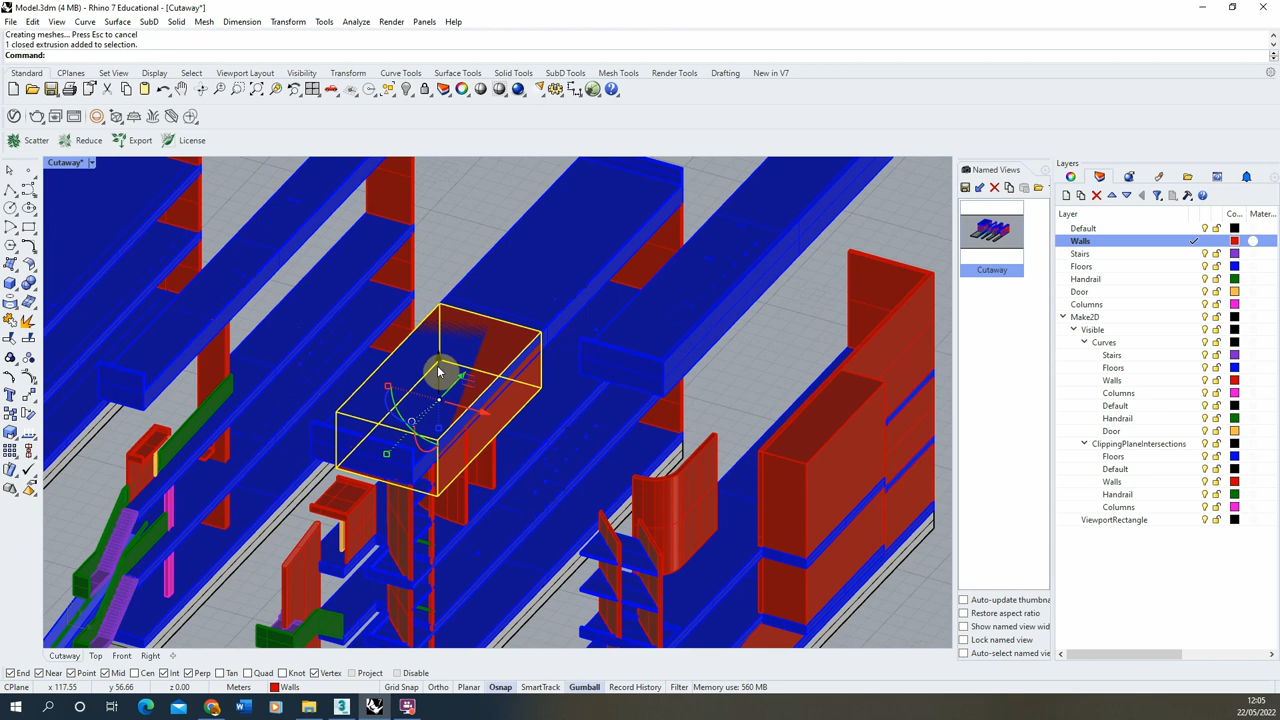 Model.3dm (4 MB) - Rhino 7 Educational - [Cutaway*]
File Edit View Curve Surface SubD Solid Mesh Dimension Transform Tools Analyze Render Panels Help
Creating meshes... Press Esc to cancel
1 closed extrusion added to selection.
Command:
Standard CPlanes Set View Display Select Viewport Layout Visibility Transform Curve Tools Surface Tools Solid Tools SubD Tools Mesh Tools Render Tools Drafting New in V7
Scatter Reduce Export License
Cutaway*
Named Views
Cutaway
Auto-update thumbna
Restore aspect ratio
Show named view wid
Lock named view
Auto-select named vie
Layers
Layer Co... Mater
Default
Walls
Stairs
Floors
Handrail
Door
Columns
Make2D
Visible
Curves
Stairs
Floors
Walls
Columns
Default
Handrail
Door
ClippingPlaneIntersections
Floors
Default
Walls
Handrail
Columns
ViewportRectangle
Cutaway Top Front Right
End Near Point Mid Cen Int Perp Tan Quad Knot Vertex Project Disable
CPlane x 117.55 y 56.66 z 0.00 Meters Walls Grid Snap Ortho Planar Osnap SmartTrack Gumball Record History Filter Memory use: 560 MB
12:05
22/05/2022